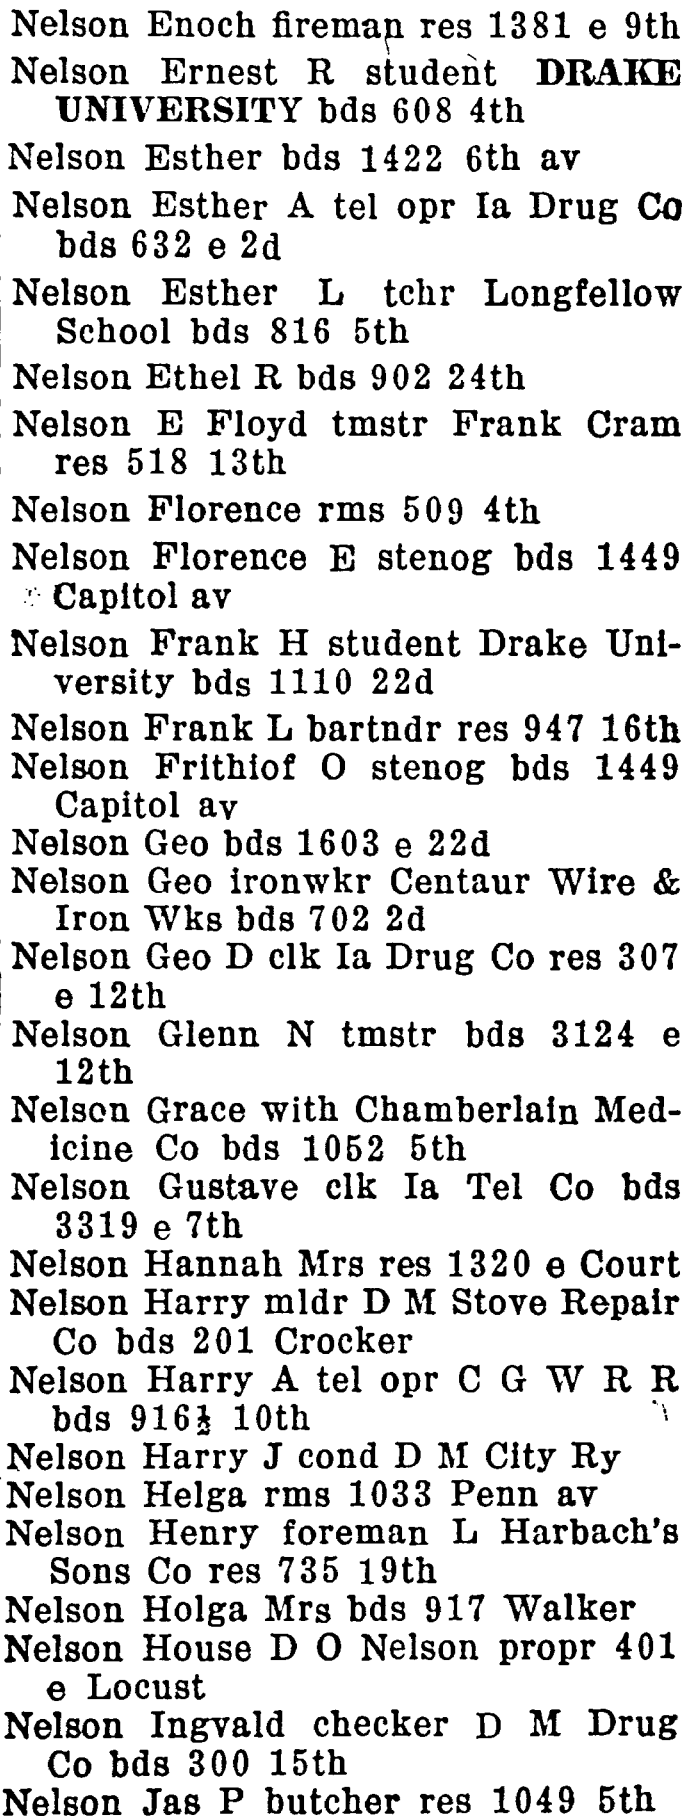 Nelson Enoch fireman res 1381 e 9th
Nelson Ernest R student DRAKE
UNIVERSITY bds 608 4th
Nelson Esther bds 1422 6th av
Nelson Esther A tel opr Ia Drug Co
bds 632 e 2d
Nelson Esther L tchr Longfellow
School bds 816 5th
Nelson Ethel R bds 902 24th
Nelson E Floyd tmstr Frank Cram
res 518 13th
Nelson Florence rms 509 4th
Nelson Florence E stenog bds 1449
Capitol av
Nelson Frank H student Drake Uni-
versity bds 1110 22d
Nelson Frank L bartndr res 947 16th
Nelson Frithiof O stenog bds 1449
Capitol av
Nelson Geo bds 1603 e 22d
Nelson Geo ironwkr Centaur Wire &
Iron Wks bds 702 2d
Nelson Geo D clk Ia Drug Co res 307
e 12th
Nelson Glenn N tmstr bds 3124 e
12th
Nelson Grace with Chamberlain Med-
icine Co bds 1052 5th
Nelson Gustave clk Ia Tel Co bds
3319 e 7th
Nelson Hannah Mrs res 1320 e Court
Nelson Harry mldr D M Stove Repair
Co bds 201 Crocker
Nelson Harry A tel opr C G W R R
bds 916½ 10th
Nelson Harry J cond D M City Ry
Nelson Helga rms 1033 Penn av
Nelson Henry foreman L Harbach's
Sons Co res 735 19th
Nelson Holga Mrs bds 917 Walker
Nelson House D O Nelson propr 401
e Locust
Nelson Ingvald checker D M Drug
Co bds 300 15th
Nelson Jas P butcher res 1049 5th